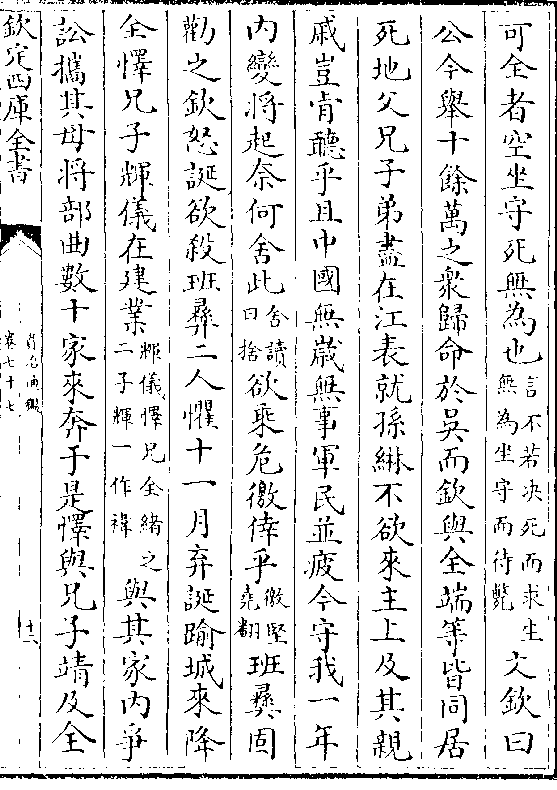 可全者空坐守死無為也言不若决死而求生無為坐守而待斃文欽曰
公今舉十餘萬之衆歸命於吳而欽與全端等皆同居
死地父兄子弟盡在江表就孫綝不欲來主上及其親
戚豈肯聽乎且中國無歲無事軍民並疲今守我一年
内變將起奈何舍此舍讀曰捨欲乘危徼倖乎徼堅堯翻班彝固
勸之欽怒誕欲殺班彝二人懼十一月弃誕踰城來降
全懌兄子輝儀在建業輝儀懌兄全緒之二子輝一作禕與其家内爭
訟攜其母將部曲數十家來奔于是懌與兄子靖及全
欽定四庫全書
卷七十七